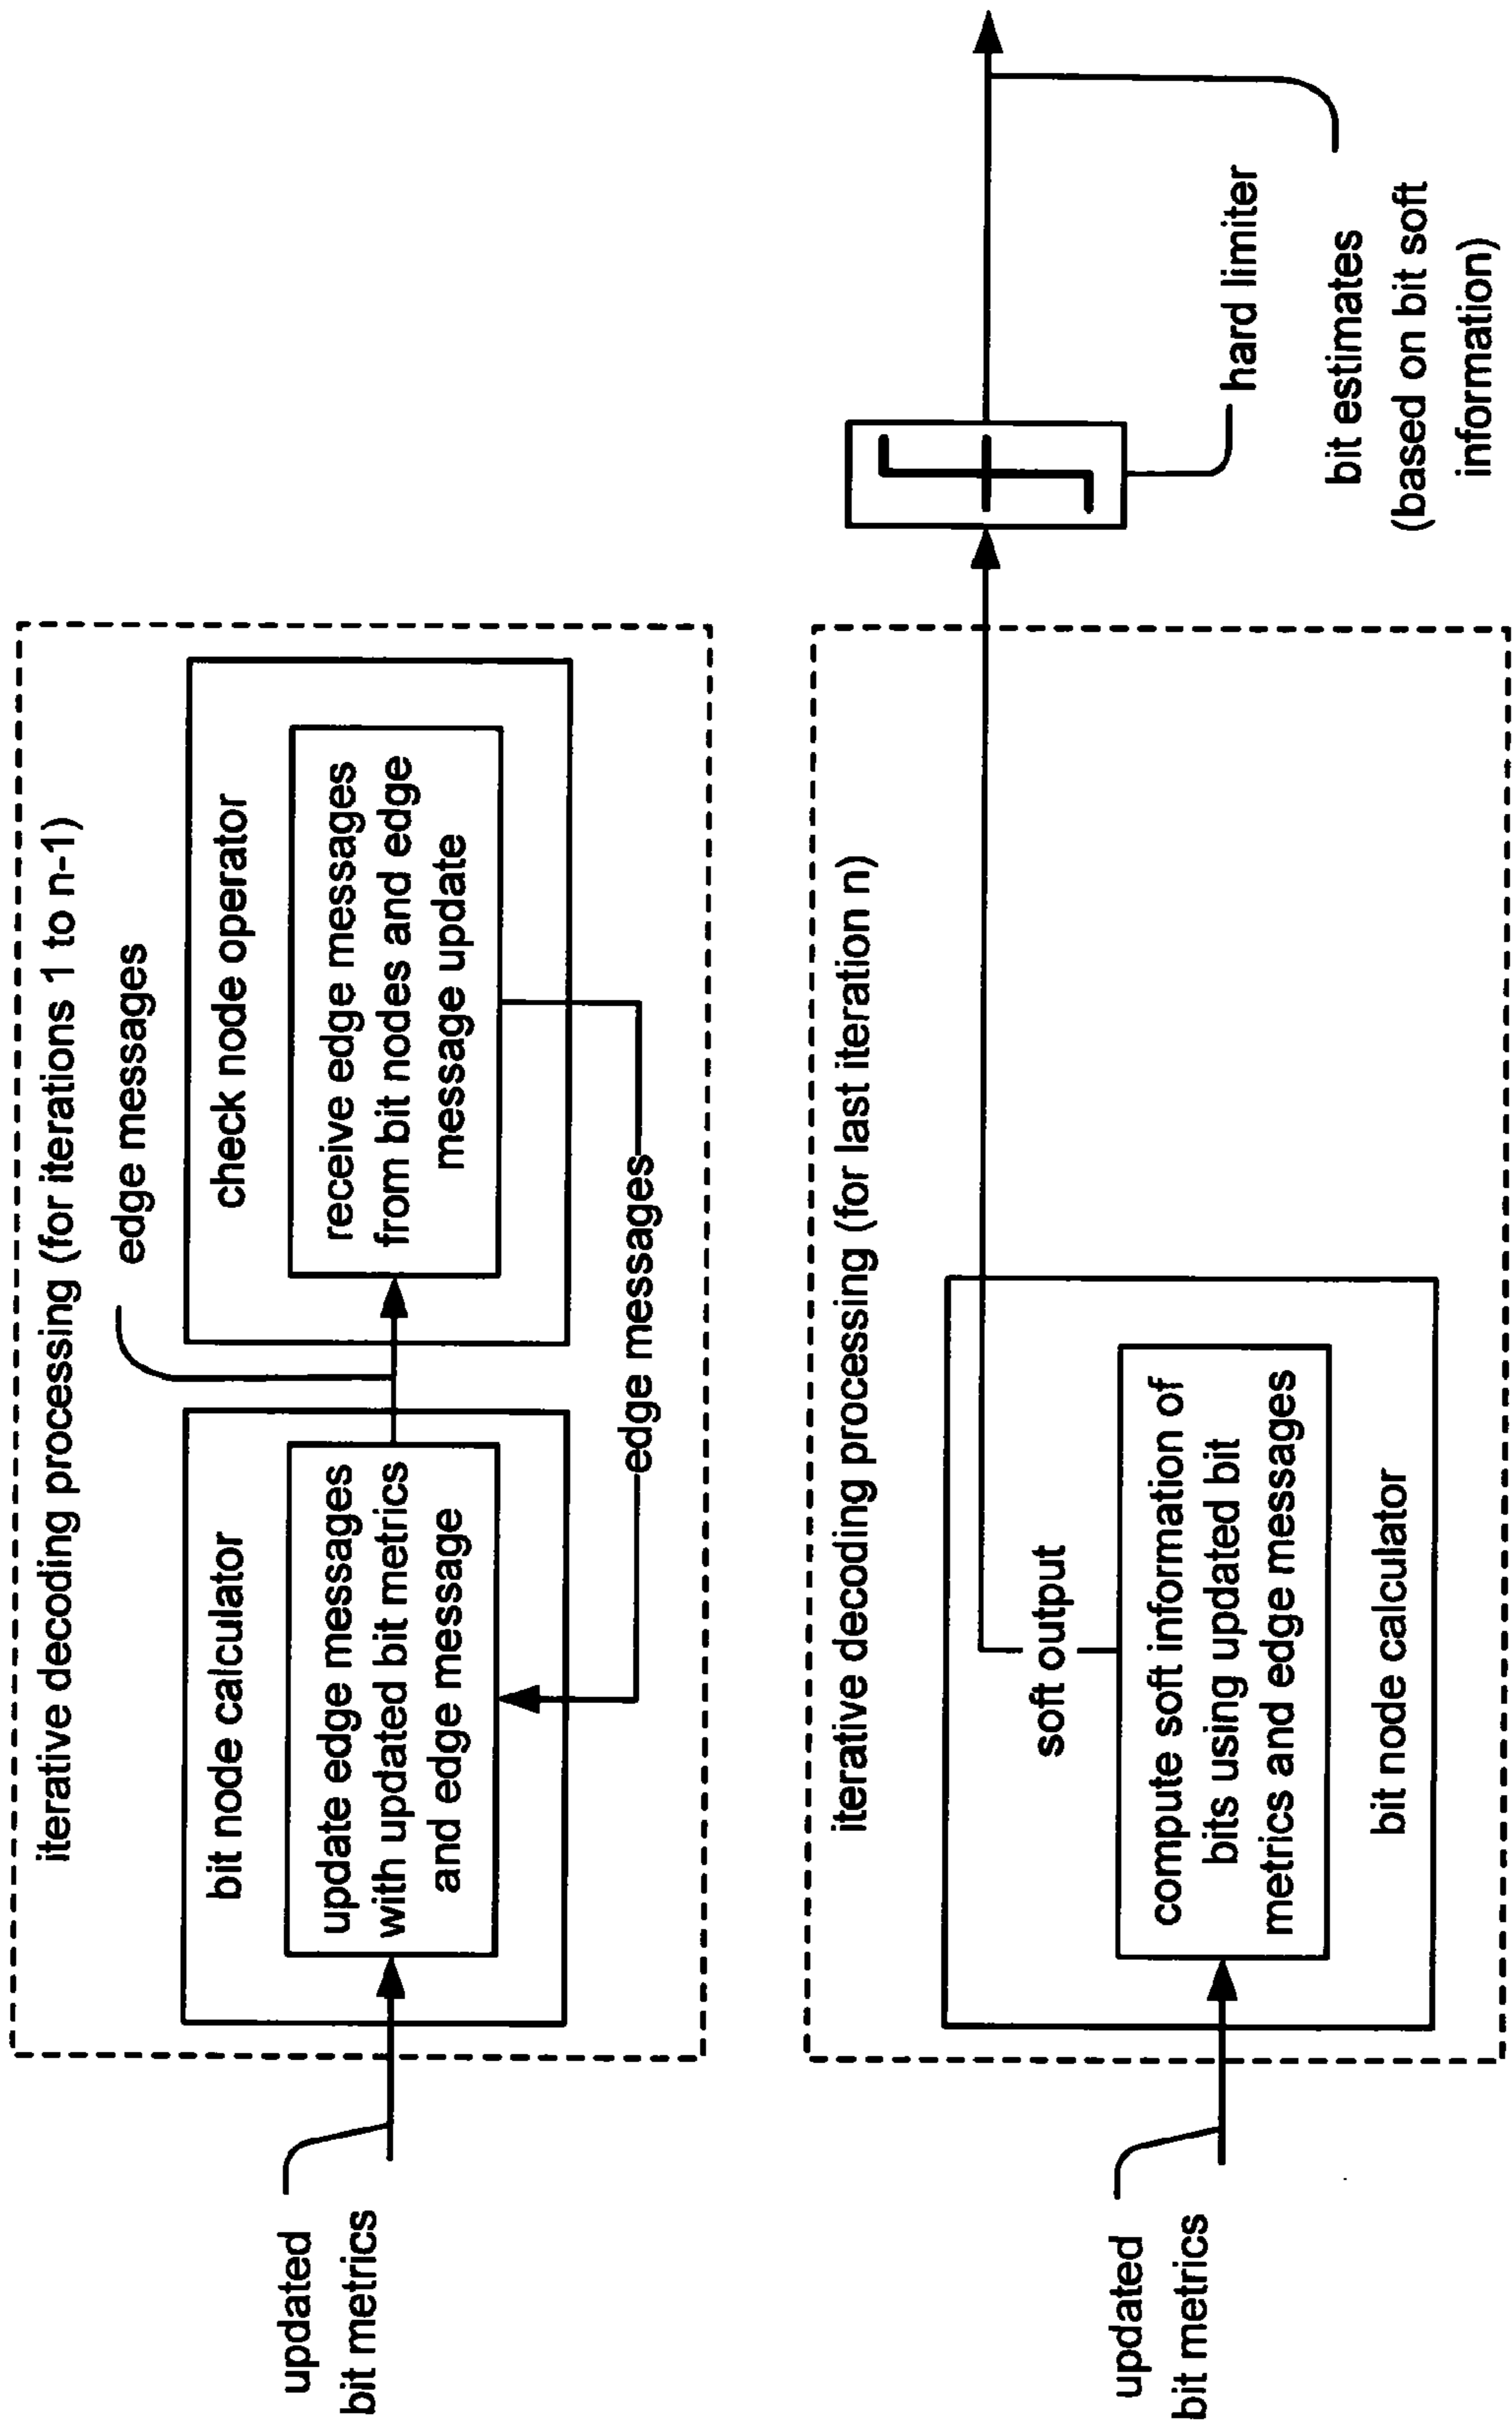 iterative decoding processing (for iterations 1 to n-1)
edge messages
updated
bit metrics
bit node calculator
update edge messages
with updated bit metrics
and edge message
check node operator
receive edge messages
from bit nodes and edge
message update
edge messages
iterative decoding processing (for last iteration n)
updated
bit metrics
soft output
compute soft information of
bits using updated bit
metrics and edge messages
bit node calculator
hard limiter
bit estimates
(based on bit soft
information)